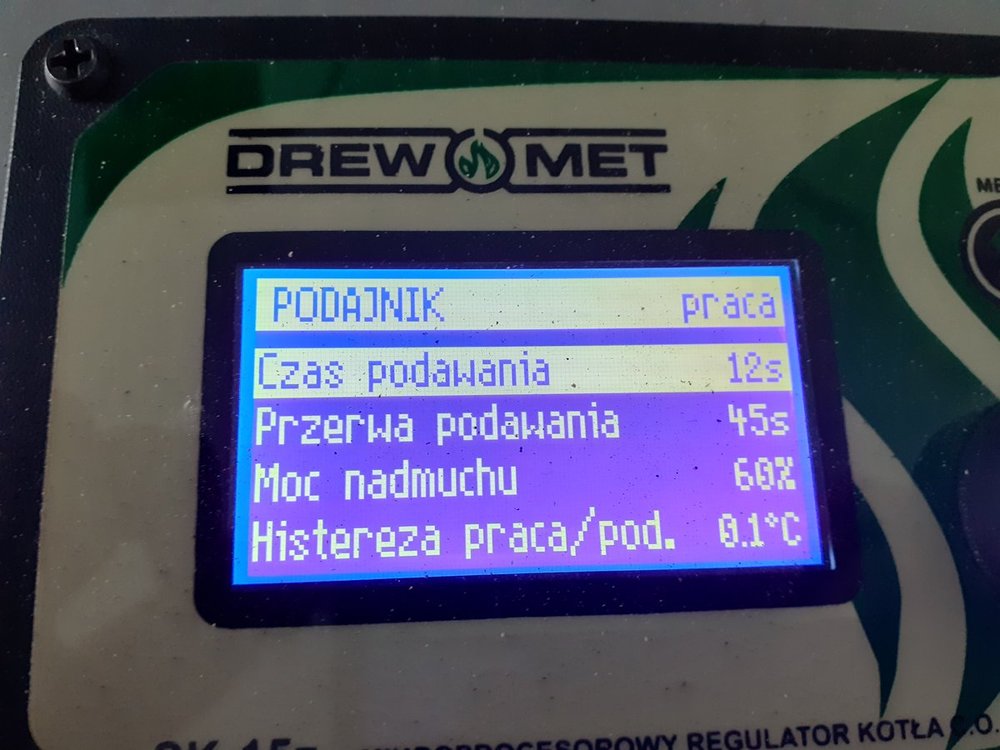 DREW MET
PODAJNIK praca
Czas podawania 12s
Przerwa podawania 45s
Moc nadmuchu 60%
Histereza praca/pod. 0.1°C
REGULATOR KOTŁA C.O.